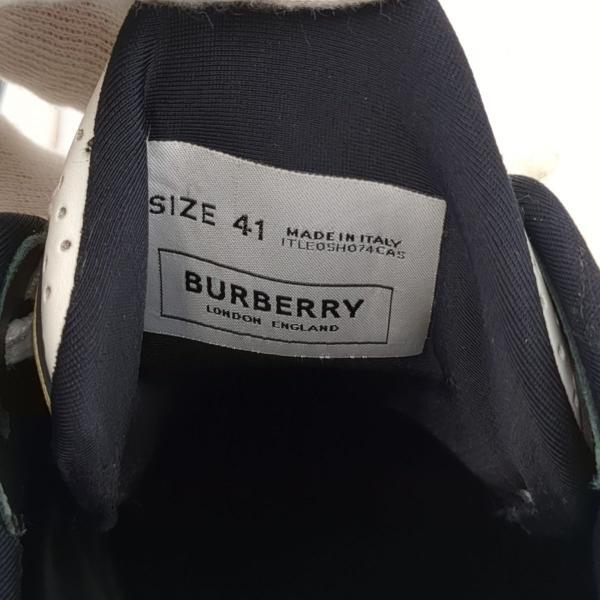 SIZE 41
MADE IN ITALY
ITLE05H074CAS
BURBERRY
LONDON ENGLAND